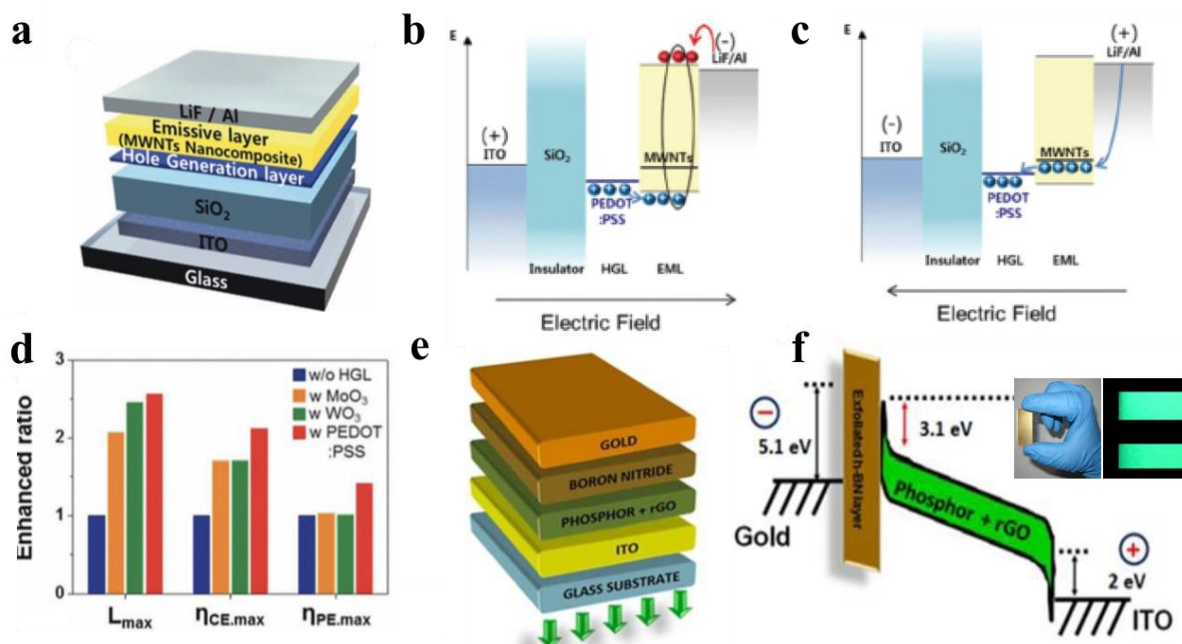 a
LiF / Al
Emissive layer
(MWNTs Nanocomposite)
Hole Generation layer
SiO₂
ITO
Glass
b
E
(-)
LiF/Al
(+)
ITO
SiO₂
MWNTs
PEDOT
:PSS
Insulator
HGL
EML
Electric Field
c
E
(+)
LiF/Al
(-)
ITO
SiO₂
MWNTs
PEDOT
:PSS
Insulator
HGL
EML
Electric Field
d
Enhanced ratio
3
2
1
0
w/o HGL
w MoO₃
w WO₃
w PEDOT
:PSS
Lmax
ηCE.max
ηPE.max
e
GOLD
BORON NITRIDE
PHOSPHOR + rGO
ITO
GLASS SUBSTRATE
f
−
5.1 eV
Gold
Exfoliated h-BN layer
3.1 eV
Phosphor + rGO
+
2 eV
ITO